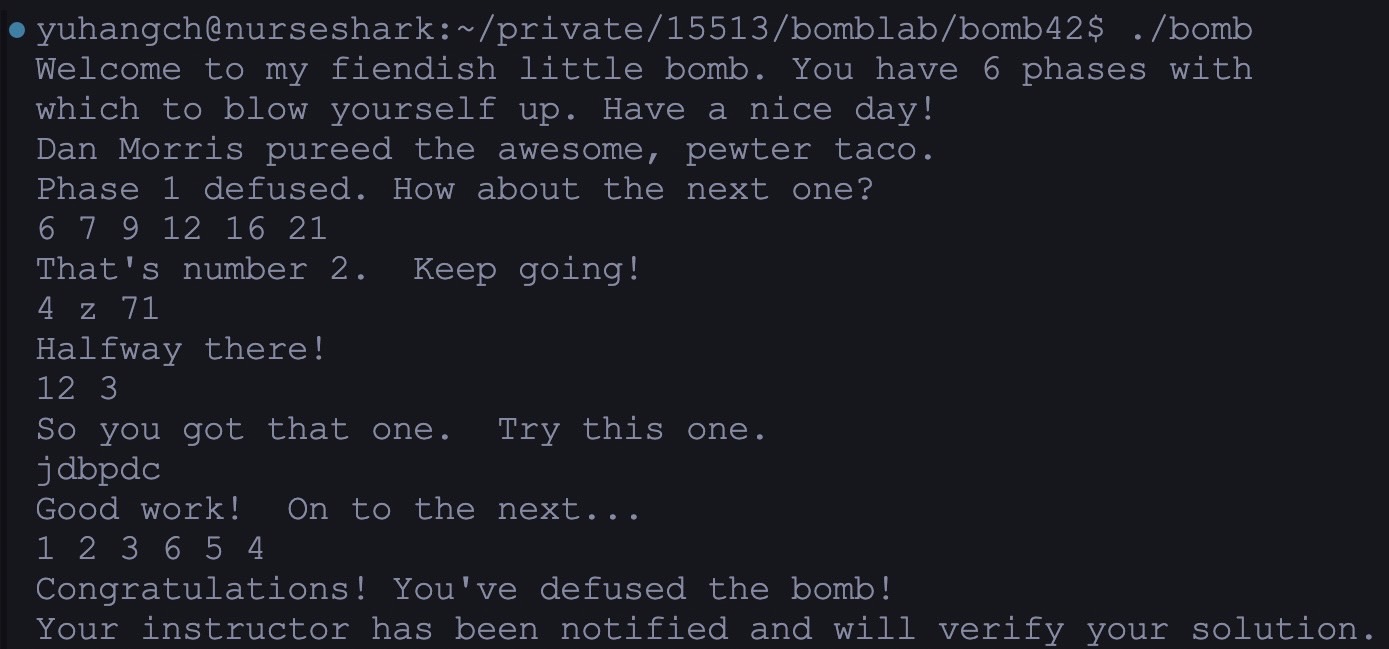 yuhangch@nurseshark:~/private/15513/bomblab/bomb42$ ./bomb
Welcome to my fiendish little bomb. You have 6 phases with
which to blow yourself up. Have a nice day!
Dan Morris pureed the awesome, pewter taco.
Phase 1 defused. How about the next one?
6 7 9 12 16 21
That's number 2.  Keep going!
4 z 71
Halfway there!
12 3
So you got that one.  Try this one.
jdbpdc
Good work!  On to the next...
1 2 3 6 5 4
Congratulations! You've defused the bomb!
Your instructor has been notified and will verify your solution.